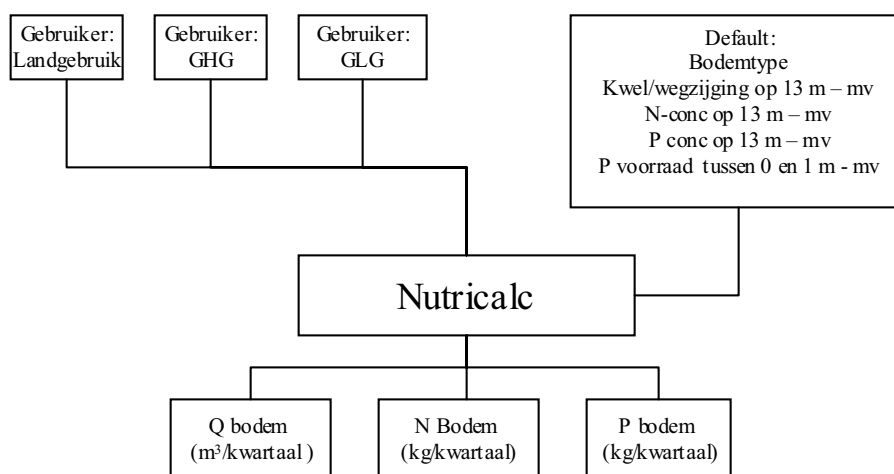 Gebruiker:
Landgebruik
Gebruiker:
GHG
Gebruiker:
GLG
Default:
Bodemtype
Kwel/wegzijging op 13 m – mv
N-conc op 13 m – mv
P conc op 13 m – mv
P voorraad tussen 0 en 1 m - mv
Nutricalc
Q bodem
(m³/kwartaal )
N Bodem
(kg/kwartaal)
P bodem
(kg/kwartaal)